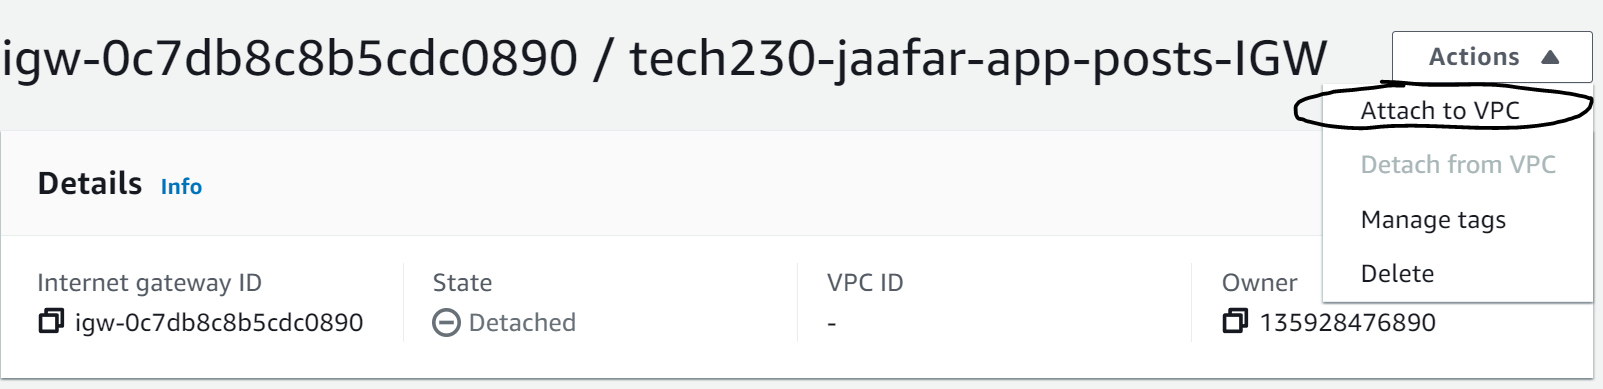 igw-0c7db8c8b5cdc0890 / tech230-jaafar-app-posts-IGW
Actions
Attach to VPC
Detach from VPC
Manage tags
Delete
Details Info
Internet gateway ID
igw-0c7db8c8b5cdc0890
State
Detached
VPC ID
-
Owner
135928476890